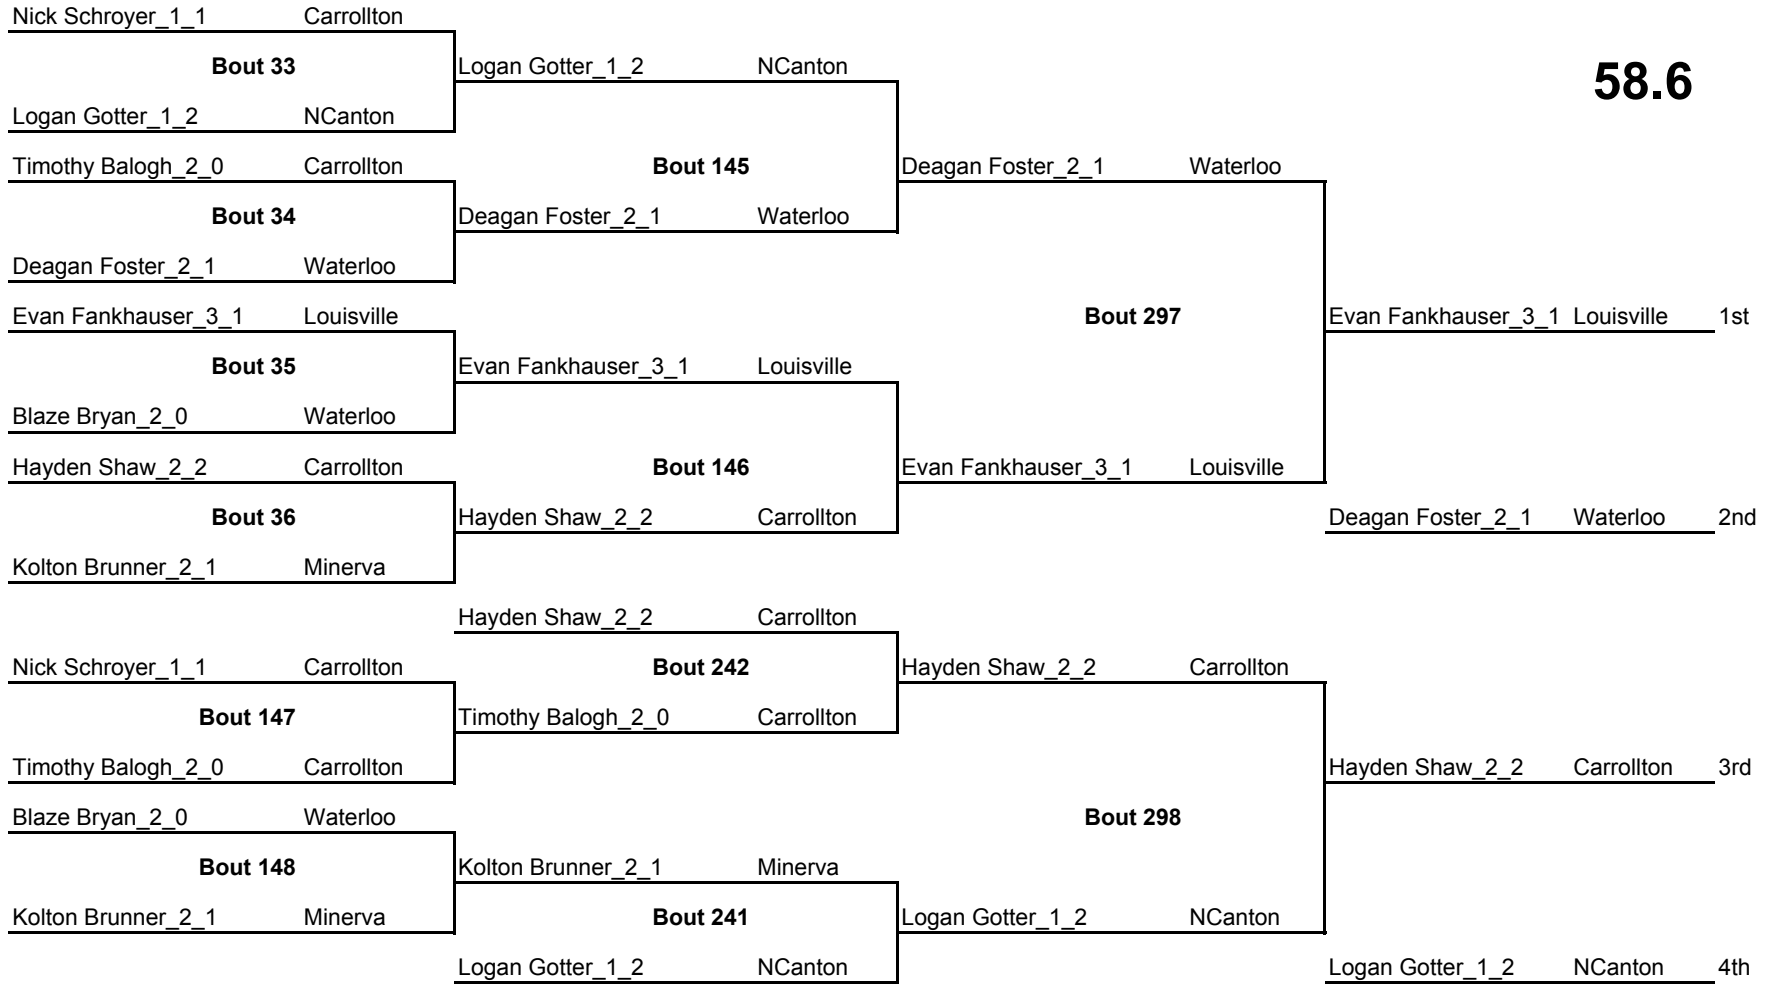 Nick Schroyer_1_1 Carrollton
Bout 33 Logan Gotter_1_2 NCanton
58.6
Logan Gotter_1_2 NCanton
Timothy Balogh_2_0 Carrollton Bout 145 Deagan Foster_2_1 Waterloo
Bout 34 Deagan Foster_2_1 Waterloo
Deagan Foster_2_1 Waterloo
Evan Fankhauser_3_1 Louisville Bout 297 Evan Fankhauser_3_1 Louisville 1st
Bout 35 Evan Fankhauser_3_1 Louisville
Blaze Bryan_2_0 Waterloo
Hayden Shaw_2_2 Carrollton Bout 146 Evan Fankhauser_3_1 Louisville
Bout 36 Hayden Shaw_2_2 Carrollton Deagan Foster_2_1 Waterloo 2nd
Kolton Brunner_2_1 Minerva
Hayden Shaw_2_2 Carrollton
Nick Schroyer_1_1 Carrollton Bout 242 Hayden Shaw_2_2 Carrollton
Bout 147 Timothy Balogh_2_0 Carrollton
Timothy Balogh_2_0 Carrollton Hayden Shaw_2_2 Carrollton 3rd
Blaze Bryan_2_0 Waterloo Bout 298
Bout 148 Kolton Brunner_2_1 Minerva
Kolton Brunner_2_1 Minerva Bout 241 Logan Gotter_1_2 NCanton
Logan Gotter_1_2 NCanton Logan Gotter_1_2 NCanton 4th